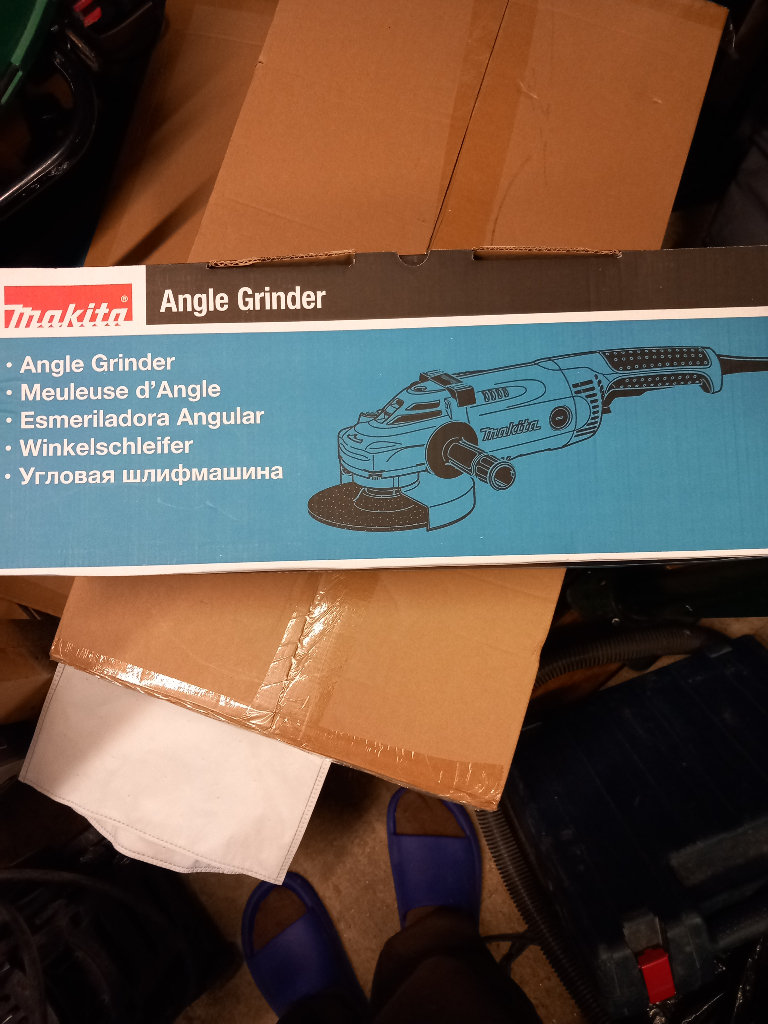 Makita®
Angle Grinder
• Angle Grinder
• Meuleuse d'Angle
• Esmeriladora Angular
• Winkelschleifer
• Угловая шлифмашина
Makita